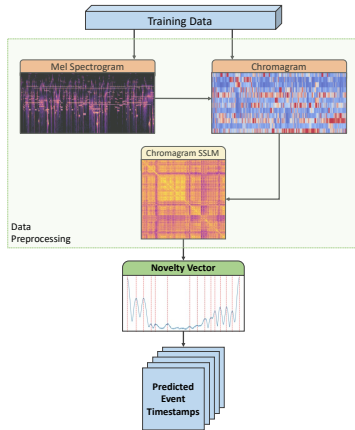 Training Data
Mel Spectrogram
Chromagram
Chromagram SSLM
Data
Preprocessing
Novelty Vector
Predicted
Event
Timestamps